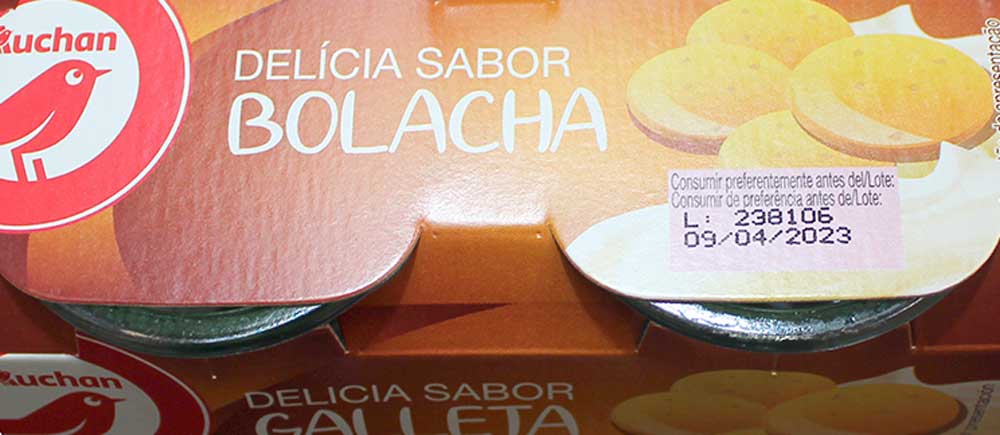 Auchan
DELÍCIA SABOR
BOLACHA
Consumir preferentemente antes del/Lote:
Consumir de preferência antes de/Lote:
L: 238106
09/04/2023
Auchan
DELICIA SABOR
GALLETA